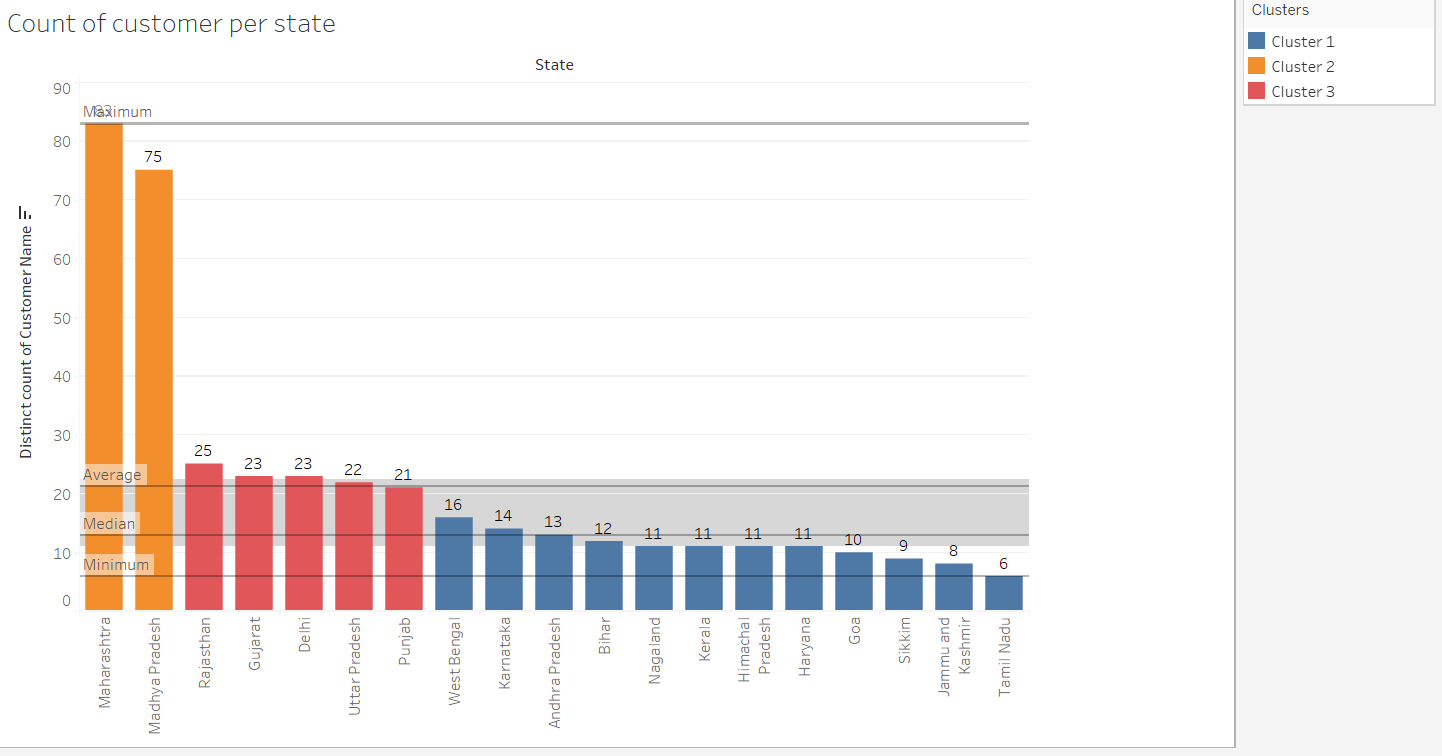 Count of customer per state
Clusters
Cluster 1
Cluster 2
Cluster 3
State
Distinct count of Customer Name
90
80
70
60
50
40
30
20
10
0
Maximum
Average
Median
Minimum
83
75
25
23
23
22
21
16
14
13
12
11
11
11
11
10
9
8
6
Maharashtra
Madhya Pradesh
Rajasthan
Gujarat
Delhi
Uttar Pradesh
Punjab
West Bengal
Karnataka
Andhra Pradesh
Bihar
Nagaland
Kerala
Himachal
Pradesh
Haryana
Goa
Sikkim
Jammu and
Kashmir
Tamil Nadu